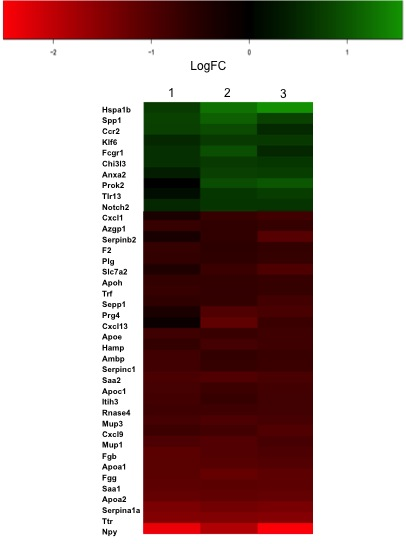 -2 -1 0 1
LogFC
1 2 3
Hspa1b
Spp1
Ccr2
Klf6
Fcgr1
Chi3l3
Anxa2
Prok2
Tlr13
Notch2
Cxcl1
Azgp1
Serpinb2
F2
Plg
Slc7a2
Apoh
Trf
Sepp1
Prg4
Cxcl13
Apoe
Hamp
Ambp
Serpinc1
Saa2
Apoc1
Itih3
Rnase4
Mup3
Cxcl9
Mup1
Fgb
Apoa1
Fgg
Saa1
Apoa2
Serpina1a
Ttr
Npy